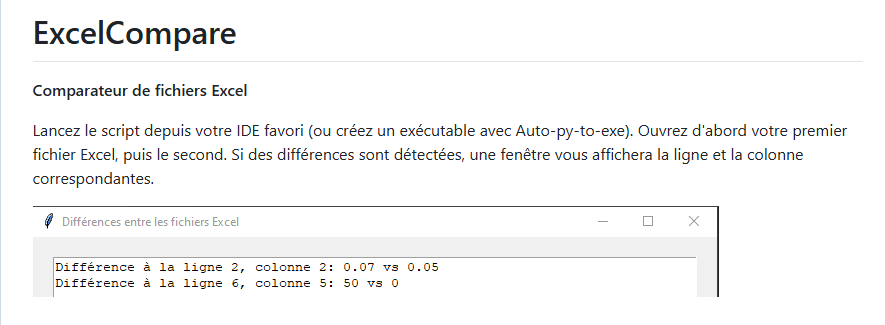 ExcelCompare
Comparateur de fichiers Excel
Lancez le script depuis votre IDE favori (ou créez un exécutable avec Auto-py-to-exe). Ouvrez d'abord votre premier
fichier Excel, puis le second. Si des différences sont détectées, une fenêtre vous affichera la ligne et la colonne
correspondantes.
Différences entre les fichiers Excel
Différence à la ligne 2, colonne 2: 0.07 vs 0.05
Différence à la ligne 6, colonne 5: 50 vs 0